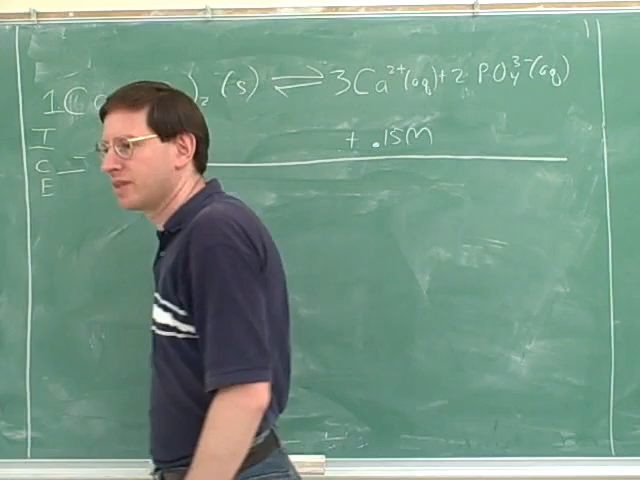 1 Ca )₂ (s) ⇌ 3Ca²⁺(aq) + 2 PO₄³⁻(aq)
I + .15M
C
E